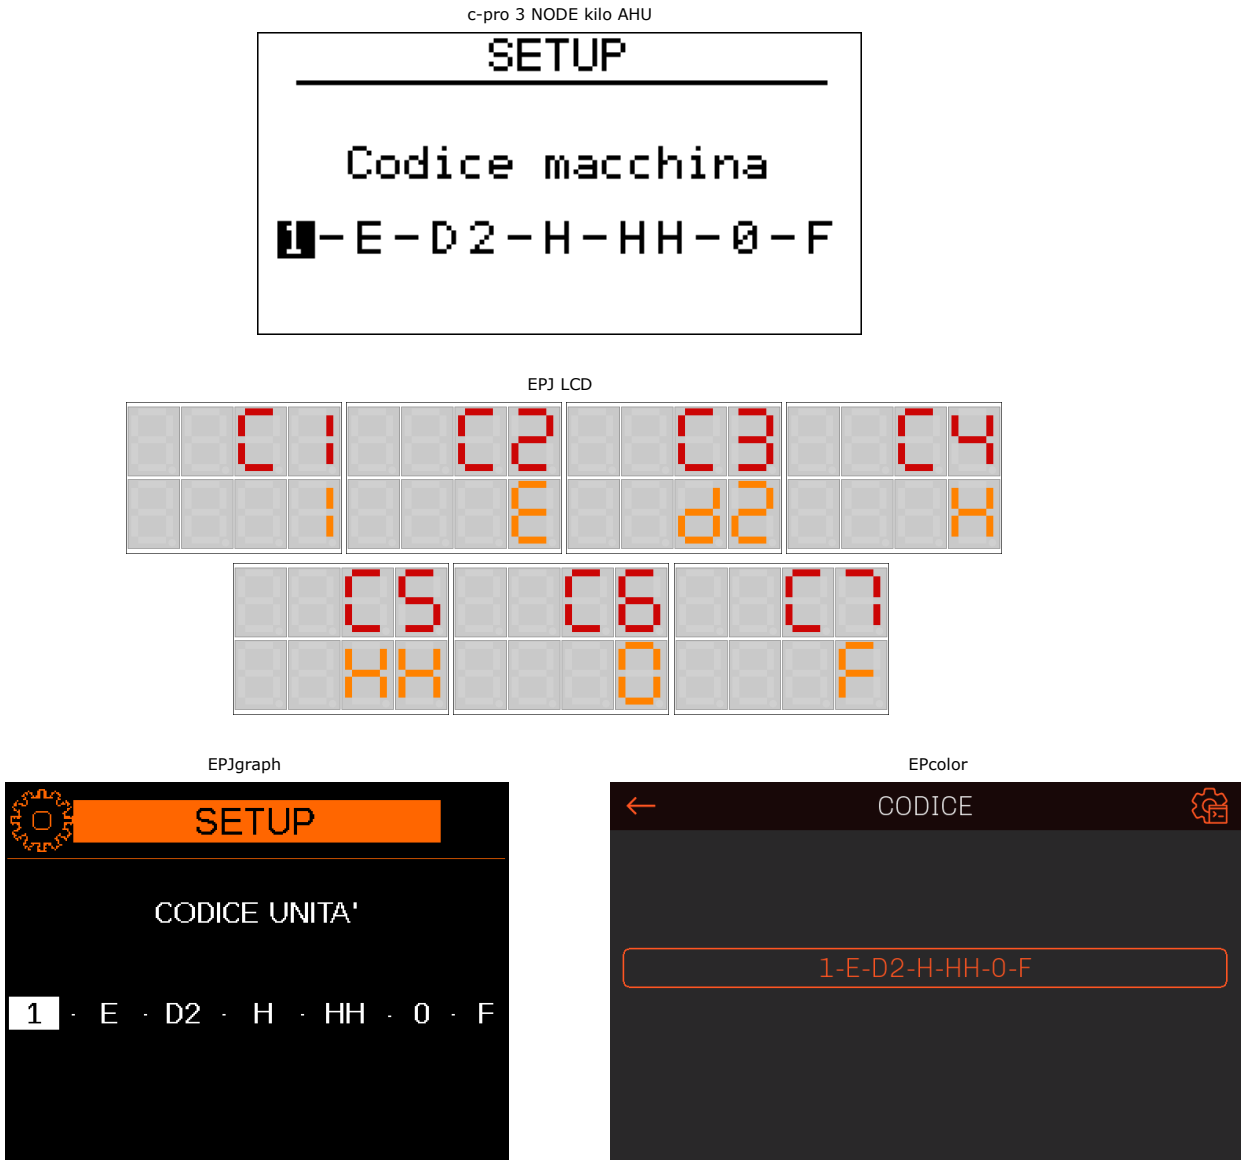 c-pro 3 NODE kilo AHU
SETUP
Codice macchina
1-E-D2-H-HH-0-F
EPJ LCD
C1 C2 C3 C4
1 E d2 H
C5 C6 C7
HH 0 F
EPJgraph
SETUP
CODICE UNITA'
1 · E · D2 · H · HH · 0 · F
EPcolor
CODICE
1-E-D2-H-HH-0-F